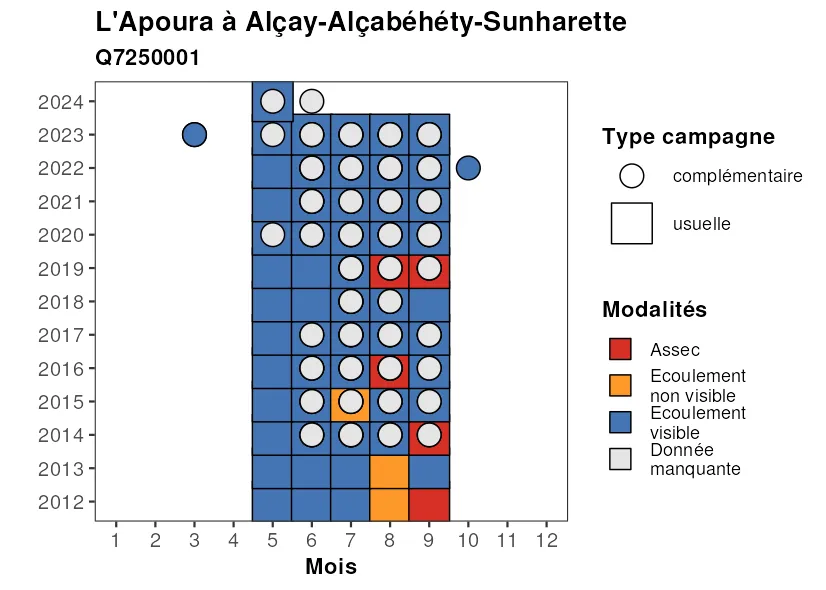 L'Apoura à Alçay-Alçabéhéty-Sunharette
Q7250001
2024
2023
2022
2021
2020
2019
2018
2017
2016
2015
2014
2013
2012
1 2 3 4 5 6 7 8 9 10 11 12
Mois
Type campagne
complémentaire
usuelle
Modalités
Assec
Ecoulement
non visible
Ecoulement
visible
Donnée
manquante